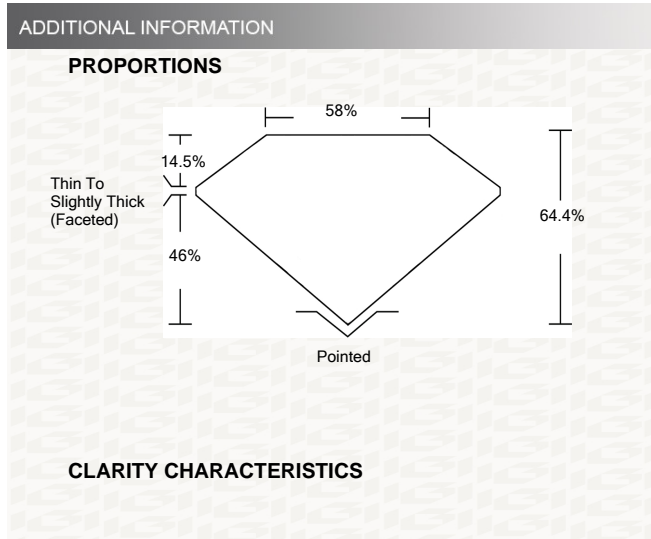 ADDITIONAL INFORMATION
PROPORTIONS
58%
14.5%
Thin To
Slightly Thick
(Faceted)
64.4%
46%
Pointed
CLARITY CHARACTERISTICS